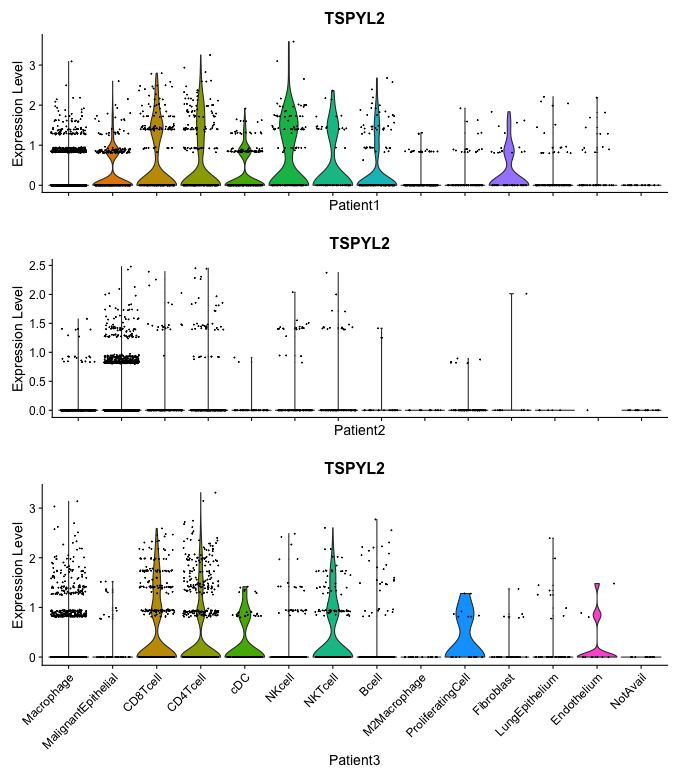 TSPYL2
Expression Level
3
2
1
0
Patient1
TSPYL2
Expression Level
2.5
2.0
1.5
1.0
0.5
0.0
Patient2
TSPYL2
Expression Level
3
2
1
0
Macrophage
MalignantEpithelial
CD8Tcell
CD4Tcell
cDC
NKcell
NKTcell
Bcell
M2Macrophage
ProliferatingCell
Fibroblast
LungEpithelium
Endothelium
NotAvail
Patient3